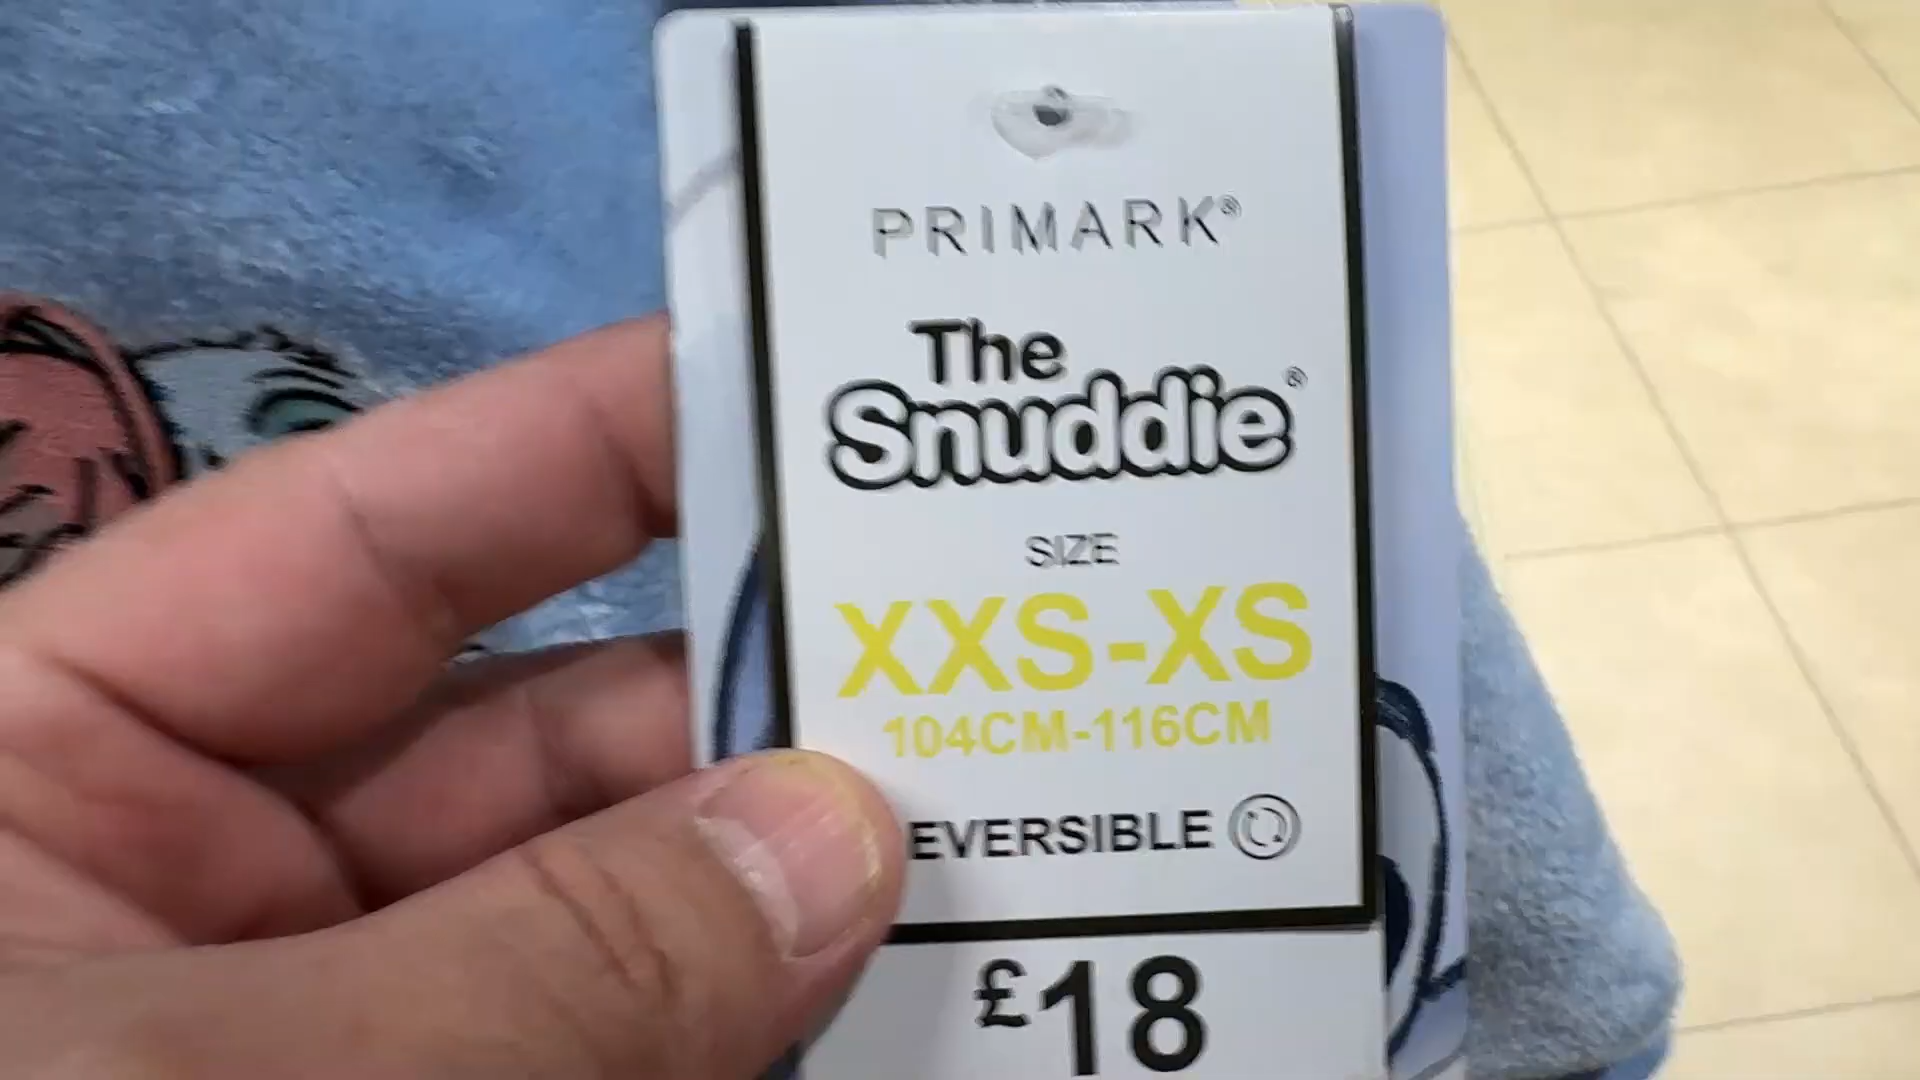 PRIMARK®
The
Snuddie®
SIZE
XXS-XS
104CM-116CM
EVERSIBLE
£18